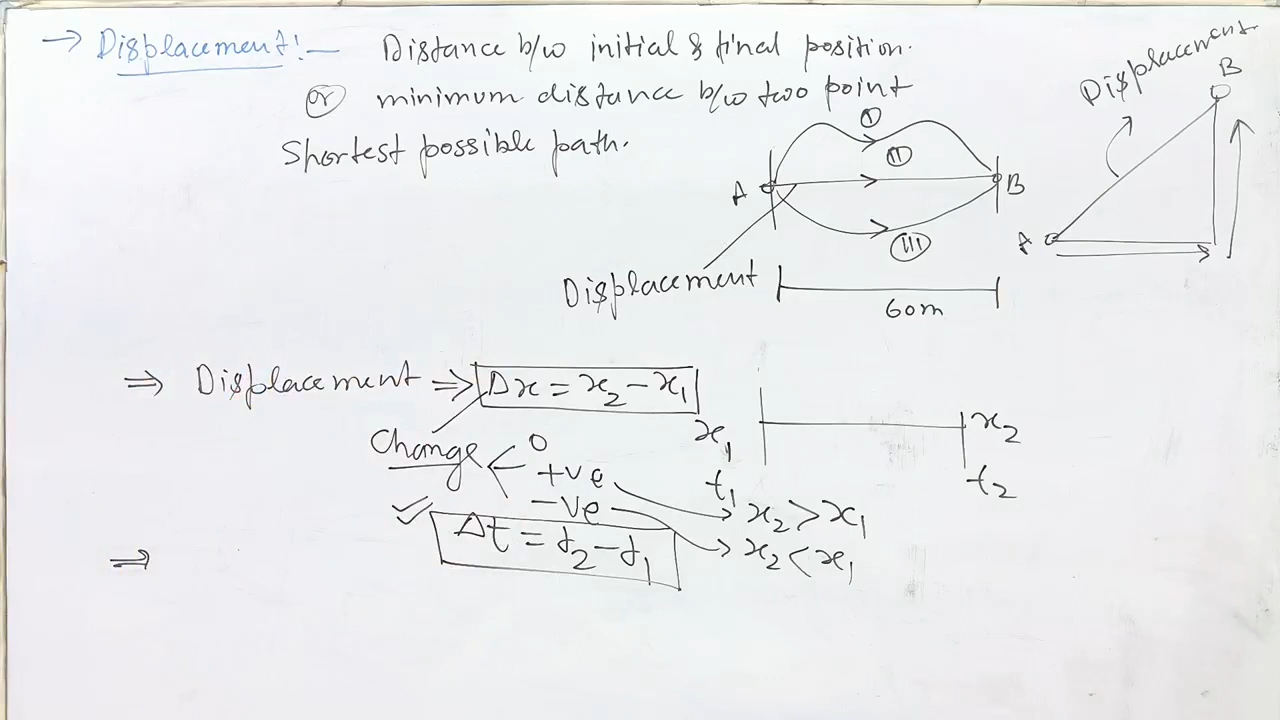 → Displacement:- Distance b/w initial & final position.
or minimum distance b/w two point
Shortest possible path.
Displacement
B
A
I
II
A
B
III
Displacement
60m
⇒ Displacement ⇒ Δx = x₂ - x₁
x₁
x₂
Change
0
+ve
-ve
t₁
t₂
x₂ > x₁
x₂ < x₁
Δt = t₂ - t₁
⇒